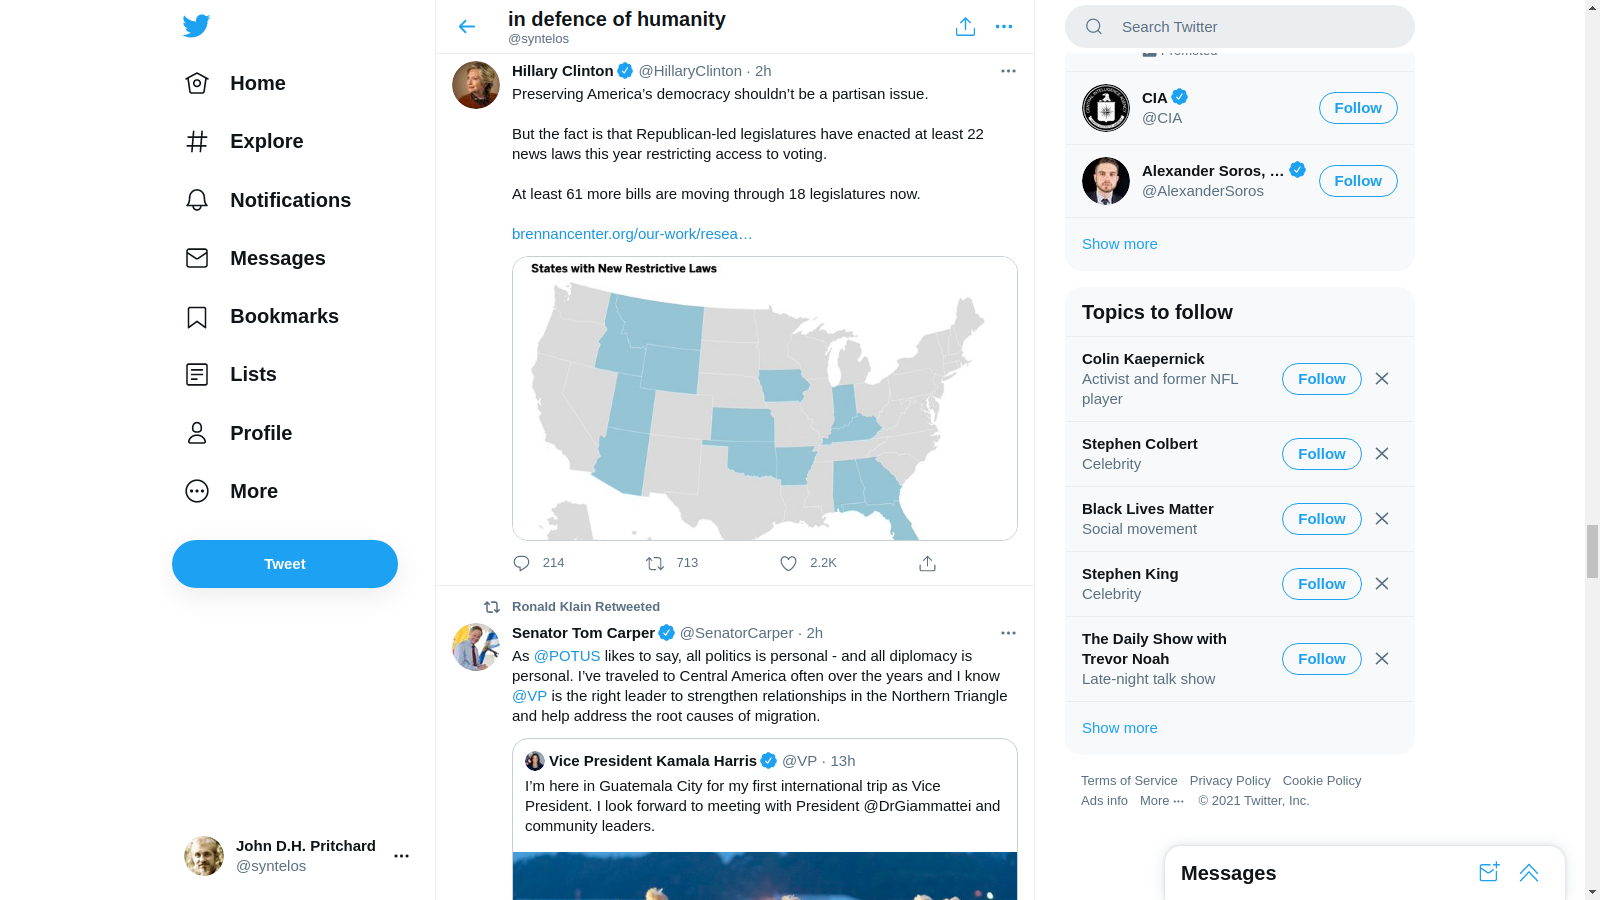 Home
Explore
Notifications
Messages
Bookmarks
Lists
Profile
More
Tweet
John D.H. Pritchard
@syntelos
in defence of humanity
@syntelos
Hillary Clinton @HillaryClinton · 2h
Preserving America's democracy shouldn't be a partisan issue.
But the fact is that Republican-led legislatures have enacted at least 22
news laws this year restricting access to voting.
At least 61 more bills are moving through 18 legislatures now.
brennancenter.org/our-work/resea…
States with New Restrictive Laws
214 713 2.2K
Ronald Klain Retweeted
Senator Tom Carper @SenatorCarper · 2h
As @POTUS likes to say, all politics is personal - and all diplomacy is
personal. I've traveled to Central America often over the years and I know
@VP is the right leader to strengthen relationships in the Northern Triangle
and help address the root causes of migration.
Vice President Kamala Harris @VP · 13h
I'm here in Guatemala City for my first international trip as Vice
President. I look forward to meeting with President @DrGiammattei and
community leaders.
Search Twitter
Promoted
CIA
@CIA
Follow
Alexander Soros, …
@AlexanderSoros
Follow
Show more
Topics to follow
Colin Kaepernick
Activist and former NFL
player
Follow
Stephen Colbert
Celebrity
Follow
Black Lives Matter
Social movement
Follow
Stephen King
Celebrity
Follow
The Daily Show with
Trevor Noah
Late-night talk show
Follow
Show more
Terms of Service Privacy Policy Cookie Policy
Ads info More ··· © 2021 Twitter, Inc.
Messages